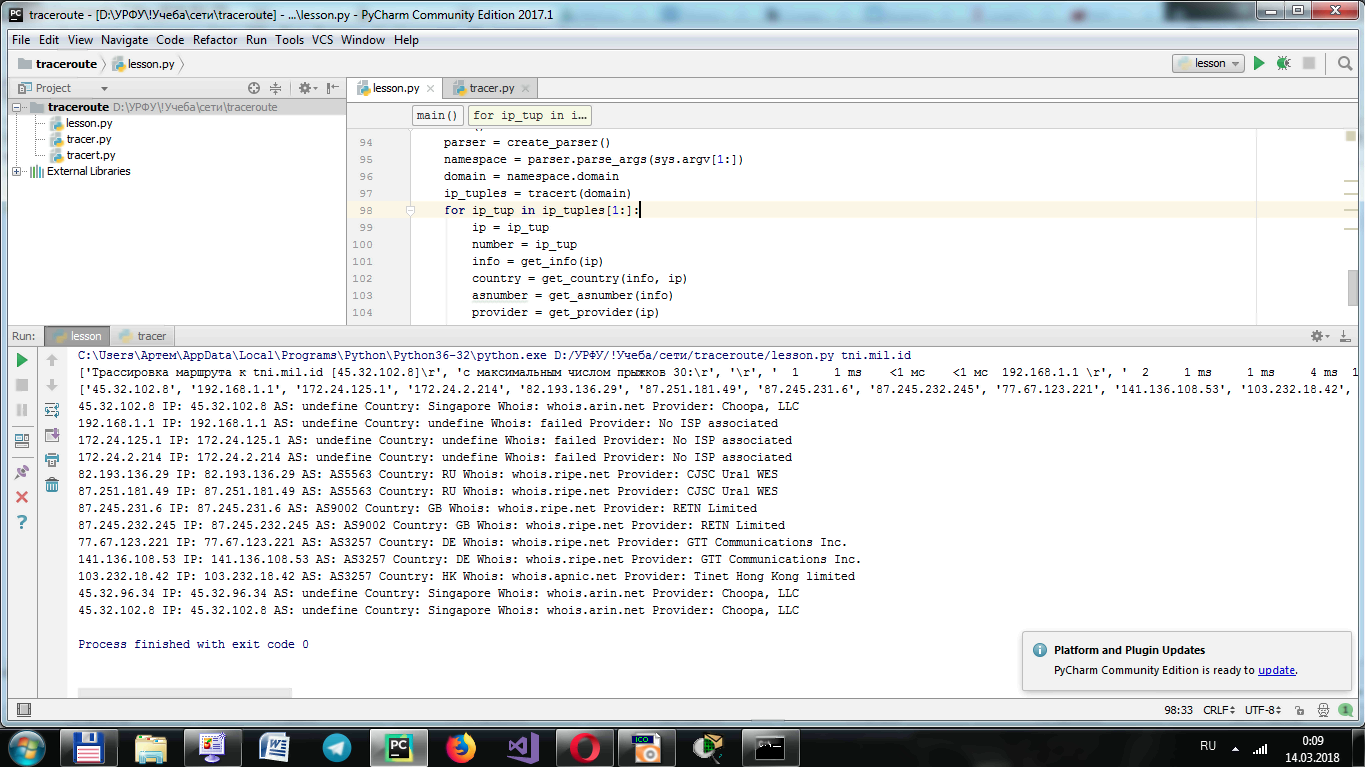 traceroute - [D:\УРФУ\!Учеба\сети\traceroute] - ...\lesson.py - PyCharm Community Edition 2017.1
File Edit View Navigate Code Refactor Run Tools VCS Window Help
traceroute lesson.py
lesson
Project
lesson.py tracer.py
traceroute D:\УРФУ\!Учеба\сети\traceroute
lesson.py
tracer.py
tracert.py
External Libraries
main() for ip_tup in i...
94 parser = create_parser()
95 namespace = parser.parse_args(sys.argv[1:])
96 domain = namespace.domain
97 ip_tuples = tracert(domain)
98 for ip_tup in ip_tuples[1:]:
99 ip = ip_tup
100 number = ip_tup
101 info = get_info(ip)
102 country = get_country(info, ip)
103 asnumber = get_asnumber(info)
104 provider = get_provider(ip)
Run: lesson tracer
C:\Users\Артем\AppData\Local\Programs\Python\Python36-32\python.exe D:/УРФУ/!Учеба/сети/traceroute/lesson.py tni.mil.id
['Трассировка маршрута к tni.mil.id [45.32.102.8]\r', 'с максимальным числом прыжков 30:\r', '\r', ' 1 1 ms <1 мс <1 мс 192.168.1.1 \r', ' 2 1 ms 1 ms 4 ms 1
['45.32.102.8', '192.168.1.1', '172.24.125.1', '172.24.2.214', '82.193.136.29', '87.251.181.49', '87.245.231.6', '87.245.232.245', '77.67.123.221', '141.136.108.53', '103.232.18.42',
45.32.102.8 IP: 45.32.102.8 AS: undefine Country: Singapore Whois: whois.arin.net Provider: Choopa, LLC
192.168.1.1 IP: 192.168.1.1 AS: undefine Country: undefine Whois: failed Provider: No ISP associated
172.24.125.1 IP: 172.24.125.1 AS: undefine Country: undefine Whois: failed Provider: No ISP associated
172.24.2.214 IP: 172.24.2.214 AS: undefine Country: undefine Whois: failed Provider: No ISP associated
82.193.136.29 IP: 82.193.136.29 AS: AS5563 Country: RU Whois: whois.ripe.net Provider: CJSC Ural WES
87.251.181.49 IP: 87.251.181.49 AS: AS5563 Country: RU Whois: whois.ripe.net Provider: CJSC Ural WES
87.245.231.6 IP: 87.245.231.6 AS: AS9002 Country: GB Whois: whois.ripe.net Provider: RETN Limited
87.245.232.245 IP: 87.245.232.245 AS: AS9002 Country: GB Whois: whois.ripe.net Provider: RETN Limited
77.67.123.221 IP: 77.67.123.221 AS: AS3257 Country: DE Whois: whois.ripe.net Provider: GTT Communications Inc.
141.136.108.53 IP: 141.136.108.53 AS: AS3257 Country: DE Whois: whois.ripe.net Provider: GTT Communications Inc.
103.232.18.42 IP: 103.232.18.42 AS: AS3257 Country: HK Whois: whois.apnic.net Provider: Tinet Hong Kong limited
45.32.96.34 IP: 45.32.96.34 AS: undefine Country: Singapore Whois: whois.arin.net Provider: Choopa, LLC
45.32.102.8 IP: 45.32.102.8 AS: undefine Country: Singapore Whois: whois.arin.net Provider: Choopa, LLC
Process finished with exit code 0
Platform and Plugin Updates
PyCharm Community Edition is ready to update.
98:33 CRLF UTF-8 1
RU 0:09
14.03.2018